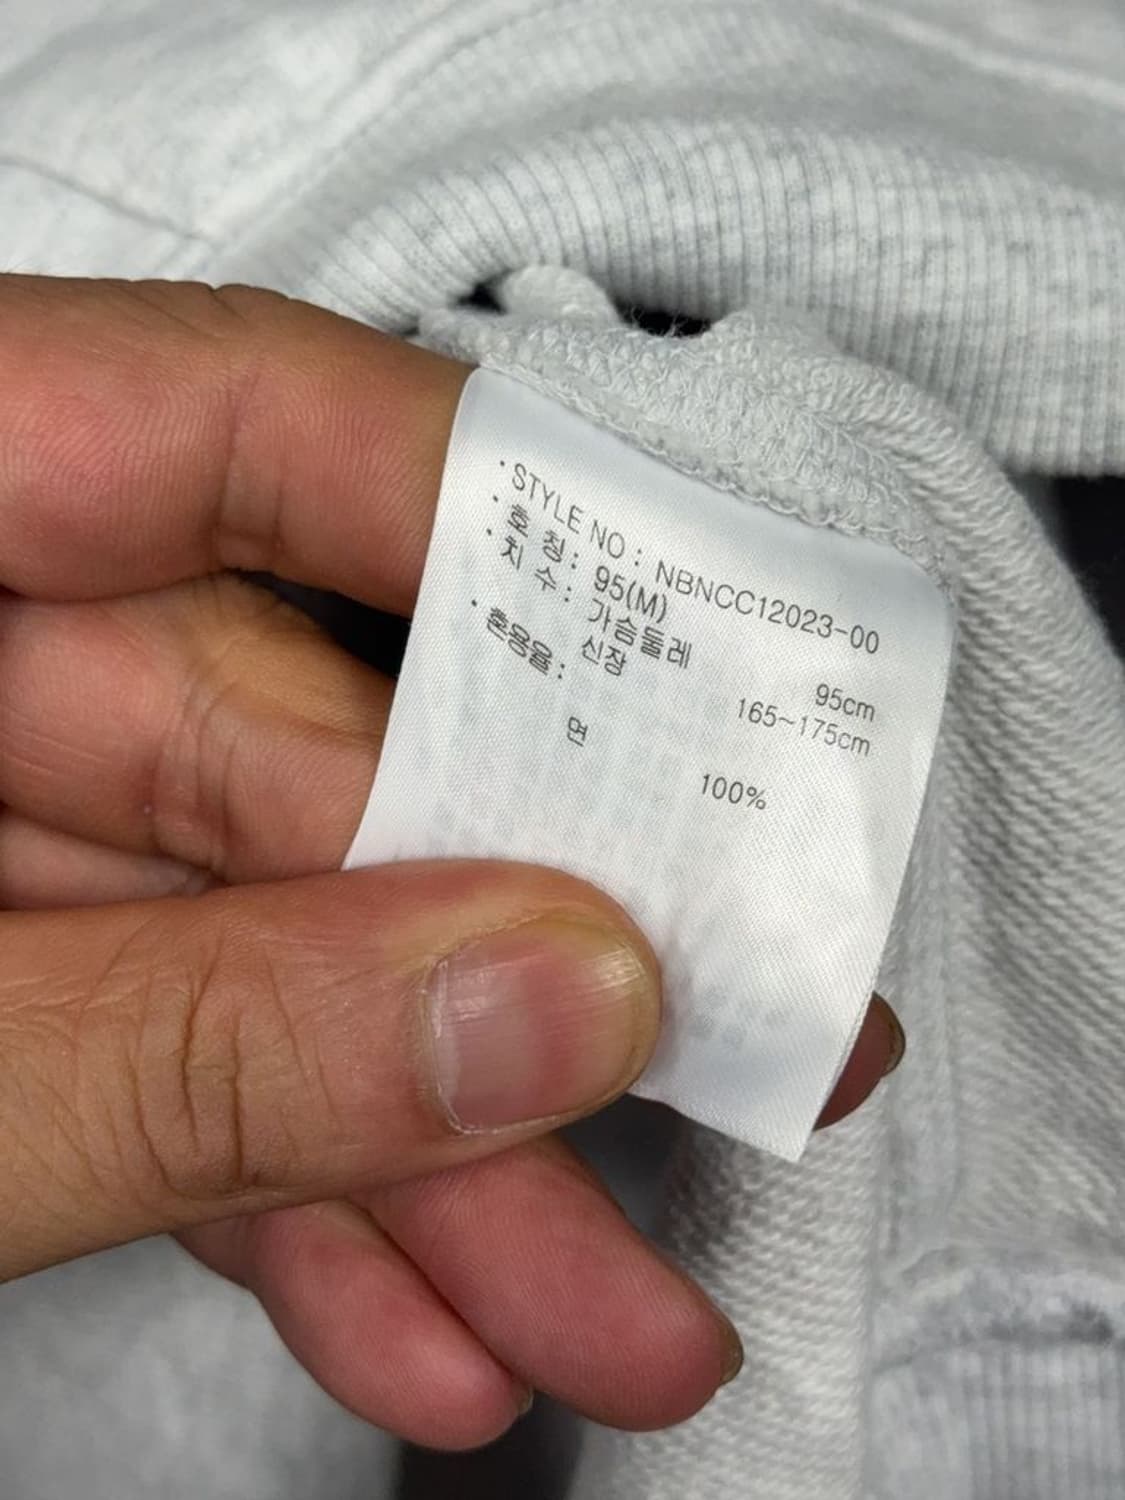 · STYLE NO : NBNCC12023-00
· 호 칭 : 95(M)
· 치 수 : 가슴둘레 95cm
신장 165~175cm
· 혼용율 :
면 100%